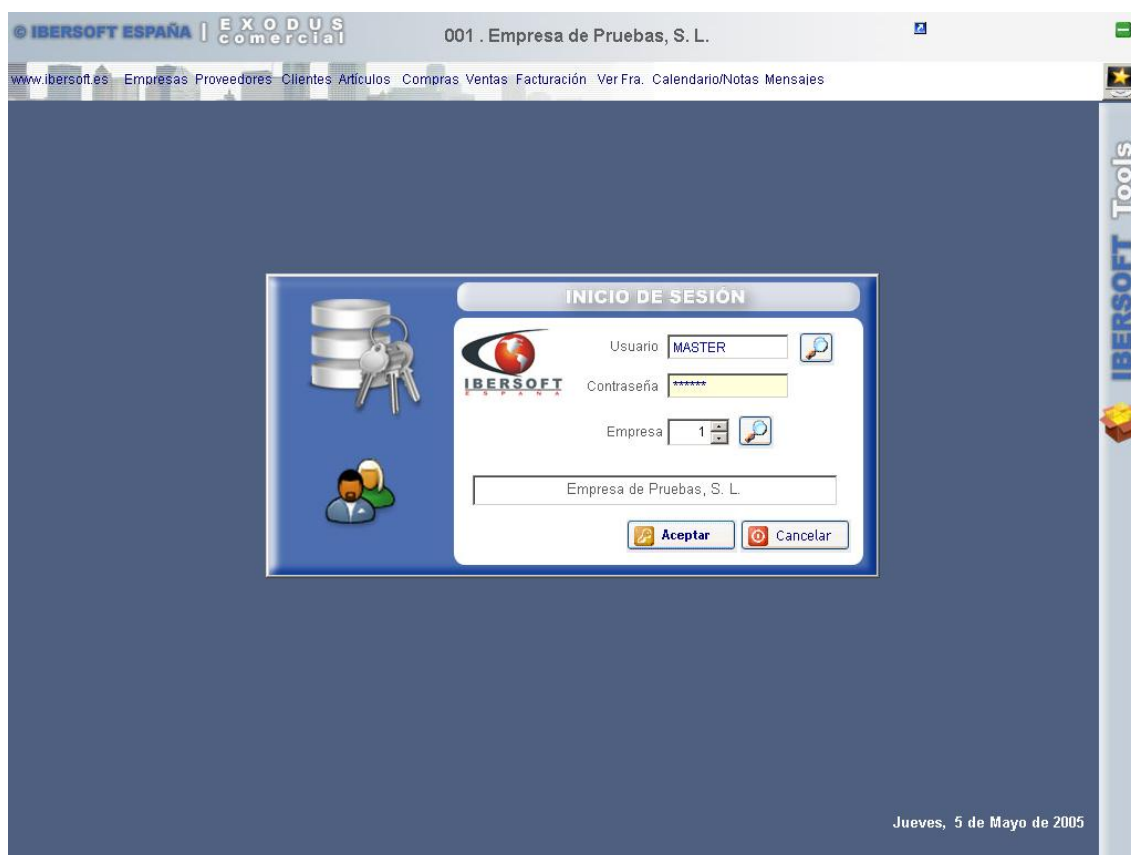 © IBERSOFT ESPAÑA | EXODUS comercial
001 . Empresa de Pruebas, S. L.
www.ibersoft.es Empresas Proveedores Clientes Artículos Compras Ventas Facturación Ver Fra. Calendario/Notas Mensajes
IBERSOFT Tools
INICIO DE SESIÓN
IBERSOFT
ESPAÑA
Usuario MASTER
Contraseña ******
Empresa 1
Empresa de Pruebas, S. L.
Aceptar Cancelar
Jueves, 5 de Mayo de 2005